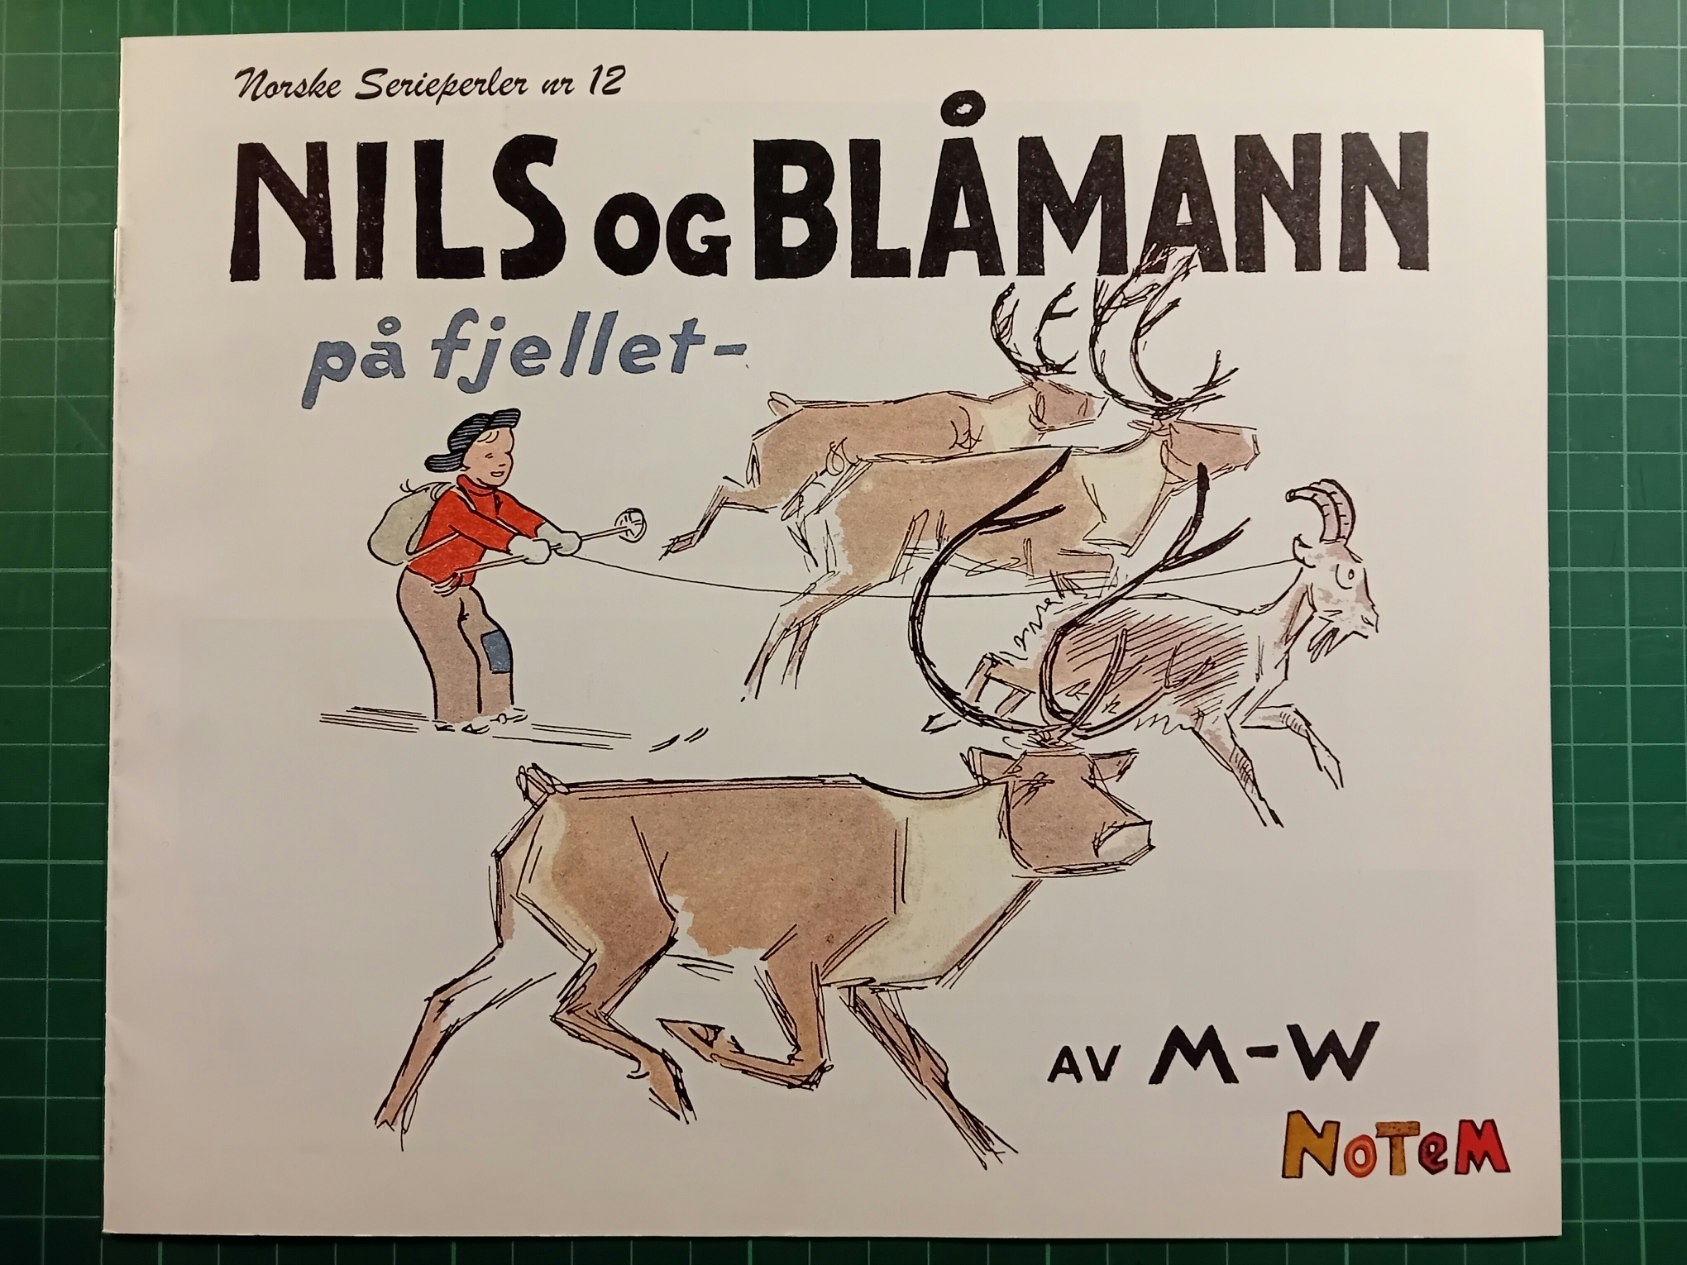 Norske Serieperler nr 12
NILS OG BLÅMANN
på fjellet-
AV M-W
NoTeM